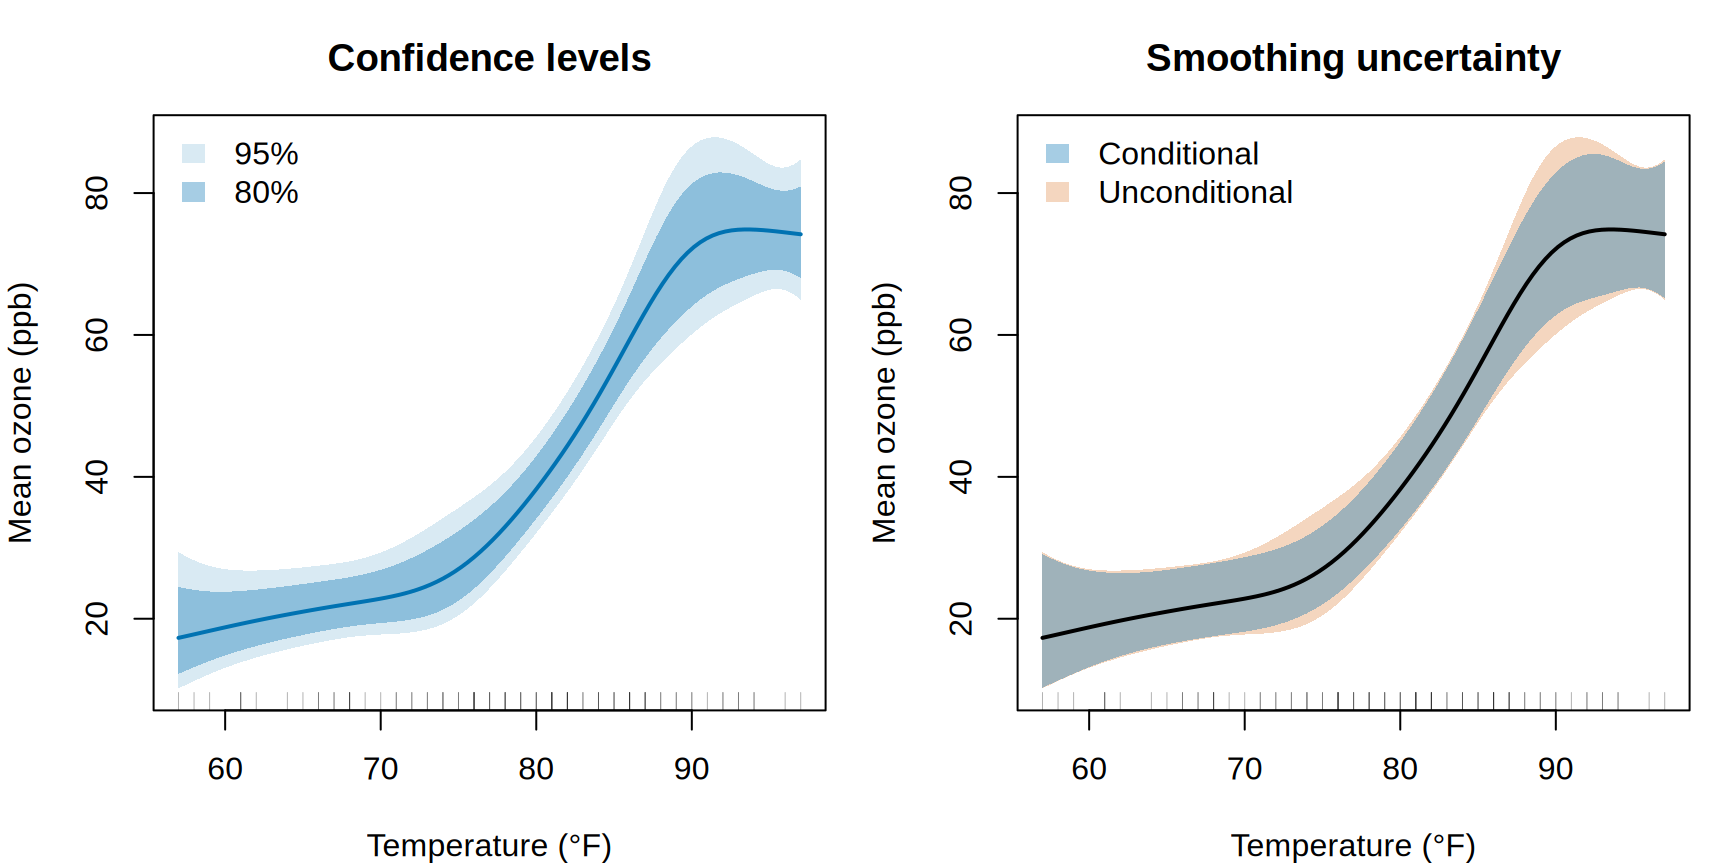 Confidence levels
95%
80%
Mean ozone (ppb)
80
60
40
20
60 70 80 90
Temperature (°F)
Smoothing uncertainty
Conditional
Unconditional
Mean ozone (ppb)
80
60
40
20
60 70 80 90
Temperature (°F)